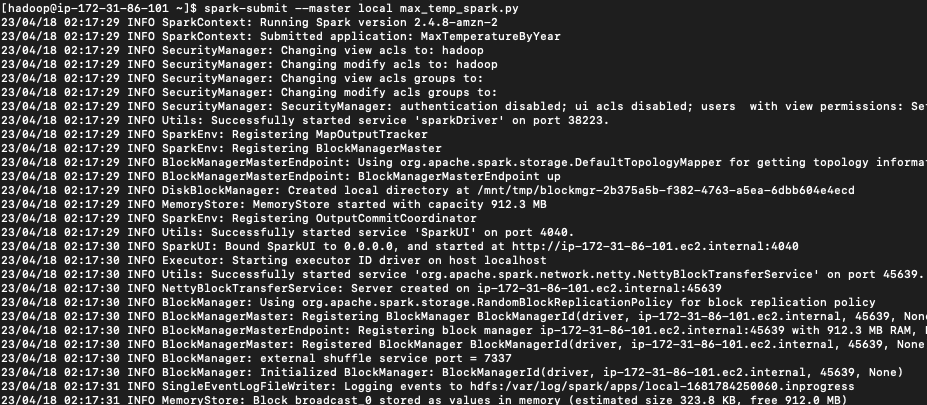 [hadoop@ip-172-31-86-101 ~]$ spark-submit --master local max_temp_spark.py
23/04/18 02:17:29 INFO SparkContext: Running Spark version 2.4.8-amzn-2
23/04/18 02:17:29 INFO SparkContext: Submitted application: MaxTemperatureByYear
23/04/18 02:17:29 INFO SecurityManager: Changing view acls to: hadoop
23/04/18 02:17:29 INFO SecurityManager: Changing modify acls to: hadoop
23/04/18 02:17:29 INFO SecurityManager: Changing view acls groups to:
23/04/18 02:17:29 INFO SecurityManager: Changing modify acls groups to:
23/04/18 02:17:29 INFO SecurityManager: SecurityManager: authentication disabled; ui acls disabled; users  with view permissions: Se
23/04/18 02:17:29 INFO Utils: Successfully started service 'sparkDriver' on port 38223.
23/04/18 02:17:29 INFO SparkEnv: Registering MapOutputTracker
23/04/18 02:17:29 INFO SparkEnv: Registering BlockManagerMaster
23/04/18 02:17:29 INFO BlockManagerMasterEndpoint: Using org.apache.spark.storage.DefaultTopologyMapper for getting topology informa
23/04/18 02:17:29 INFO BlockManagerMasterEndpoint: BlockManagerMasterEndpoint up
23/04/18 02:17:29 INFO DiskBlockManager: Created local directory at /mnt/tmp/blockmgr-2b375a5b-f382-4763-a5ea-6dbb604e4ecd
23/04/18 02:17:29 INFO MemoryStore: MemoryStore started with capacity 912.3 MB
23/04/18 02:17:29 INFO SparkEnv: Registering OutputCommitCoordinator
23/04/18 02:17:29 INFO Utils: Successfully started service 'SparkUI' on port 4040.
23/04/18 02:17:30 INFO SparkUI: Bound SparkUI to 0.0.0.0, and started at http://ip-172-31-86-101.ec2.internal:4040
23/04/18 02:17:30 INFO Executor: Starting executor ID driver on host localhost
23/04/18 02:17:30 INFO Utils: Successfully started service 'org.apache.spark.network.netty.NettyBlockTransferService' on port 45639.
23/04/18 02:17:30 INFO NettyBlockTransferService: Server created on ip-172-31-86-101.ec2.internal:45639
23/04/18 02:17:30 INFO BlockManager: Using org.apache.spark.storage.RandomBlockReplicationPolicy for block replication policy
23/04/18 02:17:30 INFO BlockManagerMaster: Registering BlockManager BlockManagerId(driver, ip-172-31-86-101.ec2.internal, 45639, None
23/04/18 02:17:30 INFO BlockManagerMasterEndpoint: Registering block manager ip-172-31-86-101.ec2.internal:45639 with 912.3 MB RAM,
23/04/18 02:17:30 INFO BlockManagerMaster: Registered BlockManager BlockManagerId(driver, ip-172-31-86-101.ec2.internal, 45639, None
23/04/18 02:17:30 INFO BlockManager: external shuffle service port = 7337
23/04/18 02:17:30 INFO BlockManager: Initialized BlockManager: BlockManagerId(driver, ip-172-31-86-101.ec2.internal, 45639, None)
23/04/18 02:17:31 INFO SingleEventLogFileWriter: Logging events to hdfs:/var/log/spark/apps/local-1681784250060.inprogress
23/04/18 02:17:31 INFO MemoryStore: Block broadcast_0 stored as values in memory (estimated size 323.8 KB, free 912.0 MB)